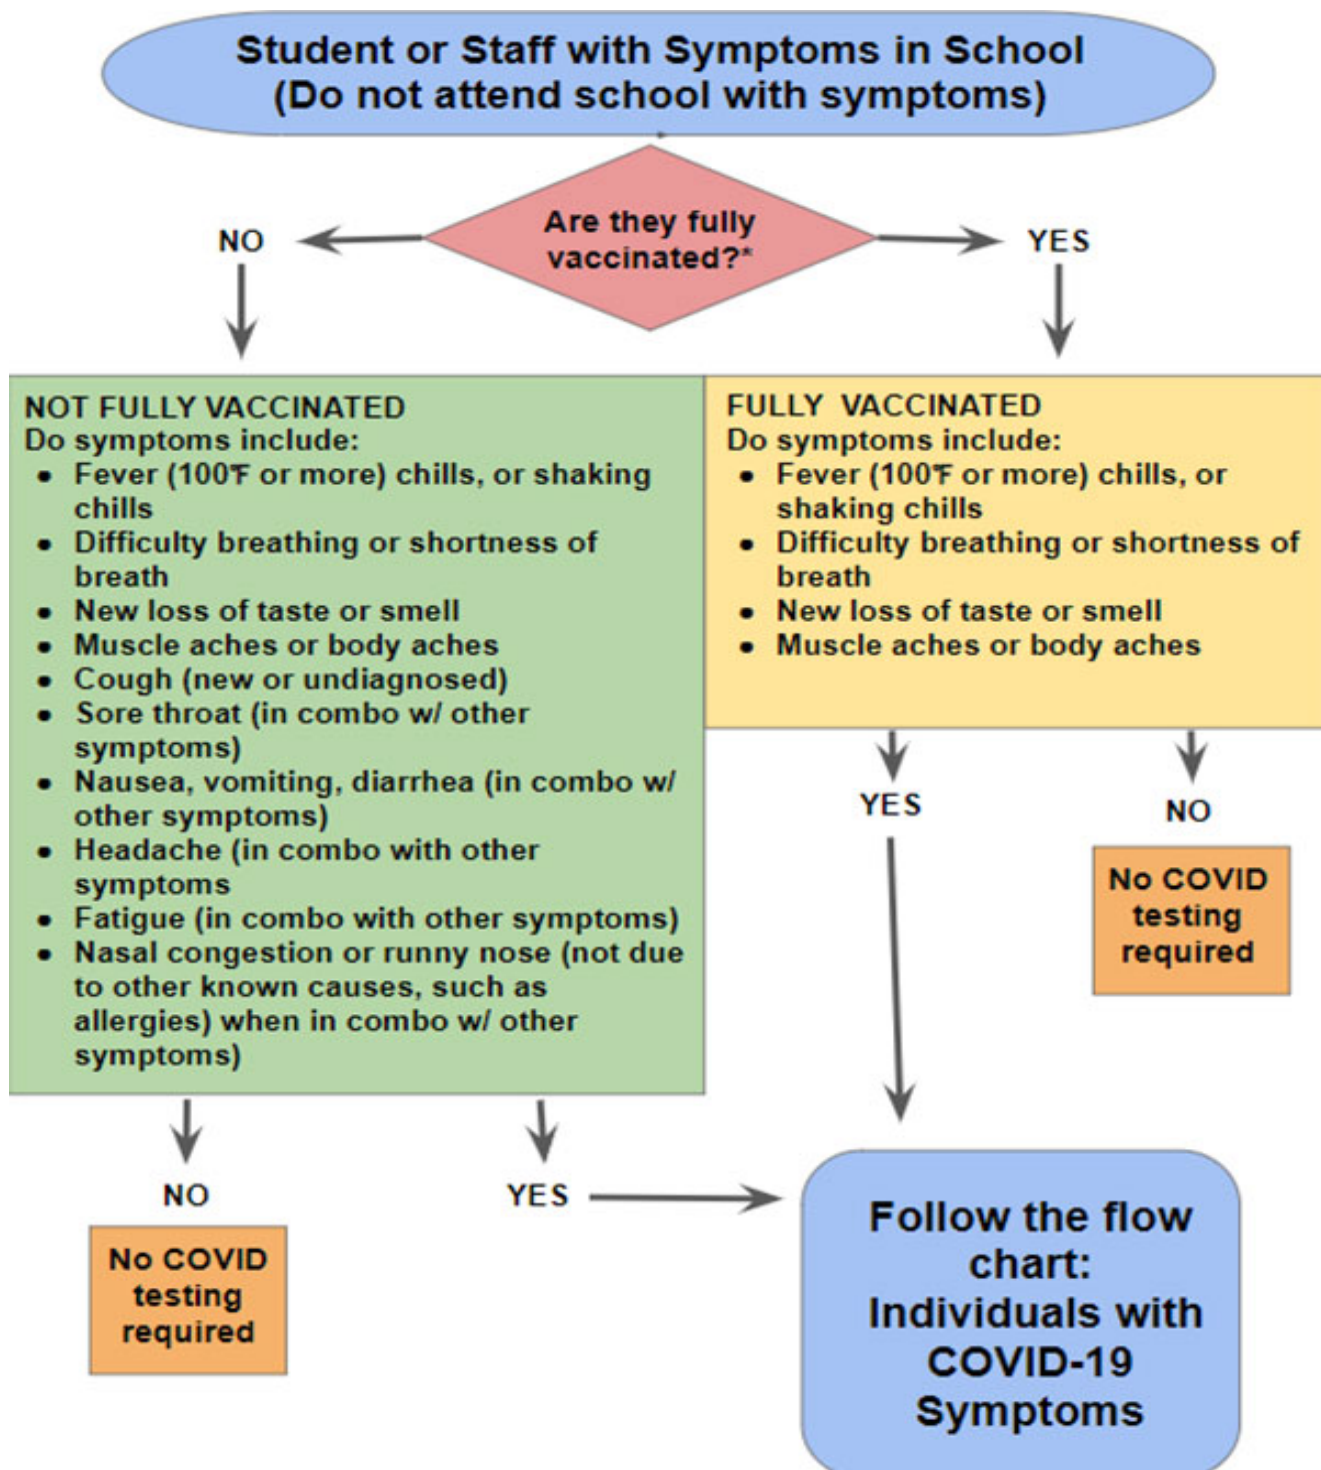 Student or Staff with Symptoms in School
(Do not attend school with symptoms)
Are they fully
vaccinated?*
NO
YES
NOT FULLY VACCINATED
Do symptoms include:
• Fever (100°F or more) chills, or shaking
chills
• Difficulty breathing or shortness of
breath
• New loss of taste or smell
• Muscle aches or body aches
• Cough (new or undiagnosed)
• Sore throat (in combo w/ other
symptoms)
• Nausea, vomiting, diarrhea (in combo w/
other symptoms)
• Headache (in combo with other
symptoms
• Fatigue (in combo with other symptoms)
• Nasal congestion or runny nose (not due
to other known causes, such as
allergies) when in combo w/ other
symptoms)
FULLY VACCINATED
Do symptoms include:
• Fever (100°F or more) chills, or
shaking chills
• Difficulty breathing or shortness of
breath
• New loss of taste or smell
• Muscle aches or body aches
YES
NO
No COVID
testing
required
NO
YES
No COVID
testing
required
Follow the flow
chart:
Individuals with
COVID-19
Symptoms